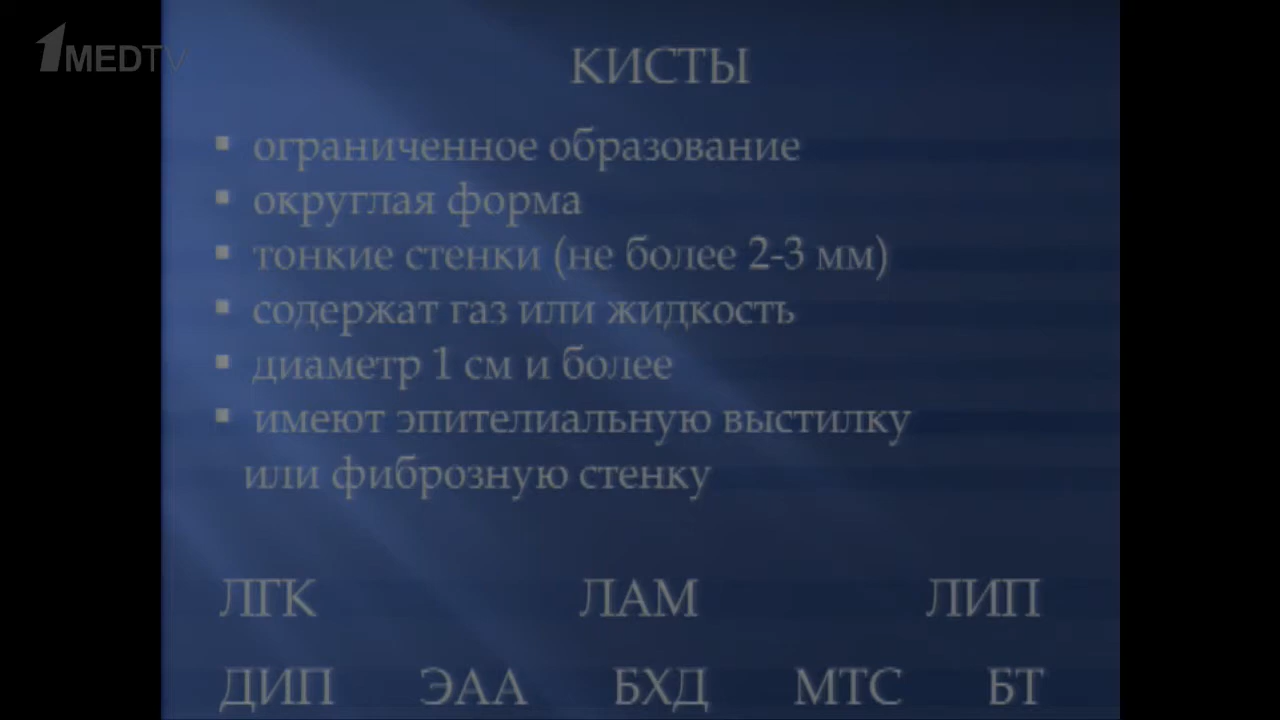 1MEDTV
КИСТЫ
▪ ограниченное образование
▪ округлая форма
▪ тонкие стенки (не более 2-3 мм)
▪ содержат газ или жидкость
▪ диаметр 1 см и более
▪ имеют эпителиальную выстилку
или фиброзную стенку
ЛГК ЛАМ ЛИП
ДИП ЭАА БХД МТС БТ